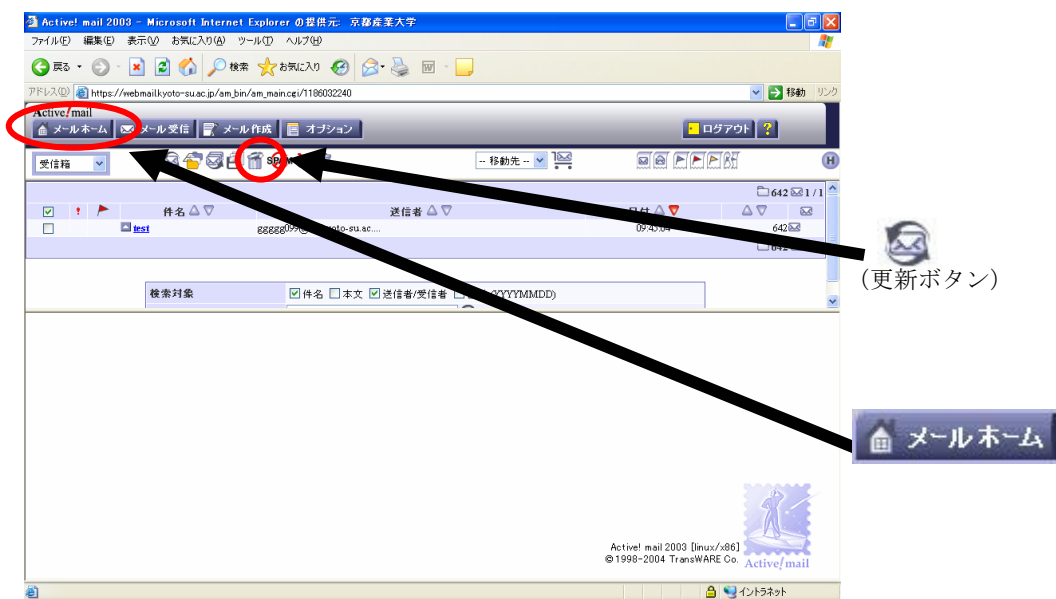 Active! mail 2003 - Microsoft Internet Explorer の提供元: 京都産業大学
ファイル(F) 編集(E) 表示(V) お気に入り(A) ツール(T) ヘルプ(H)
戻る 検索 お気に入り
アドレス(D) https://webmail.kyoto-su.ac.jp/am_bin/am_main.cgi/1186032240 移動 リンク
Active!mail
メールホーム メール受信 メール作成 オプション ログアウト ?
受信箱 -- 移動先 -- H
642 1 / 1
! 件名 送信者
test 09:45:04 642
検索対象 件名 本文 送信者/受信者 (YYYYMMDD)
(更新ボタン)
メールホーム
Active! mail 2003 [linux/x86]
©1998-2004 TransWARE Co.
Active!mail
イントラネット